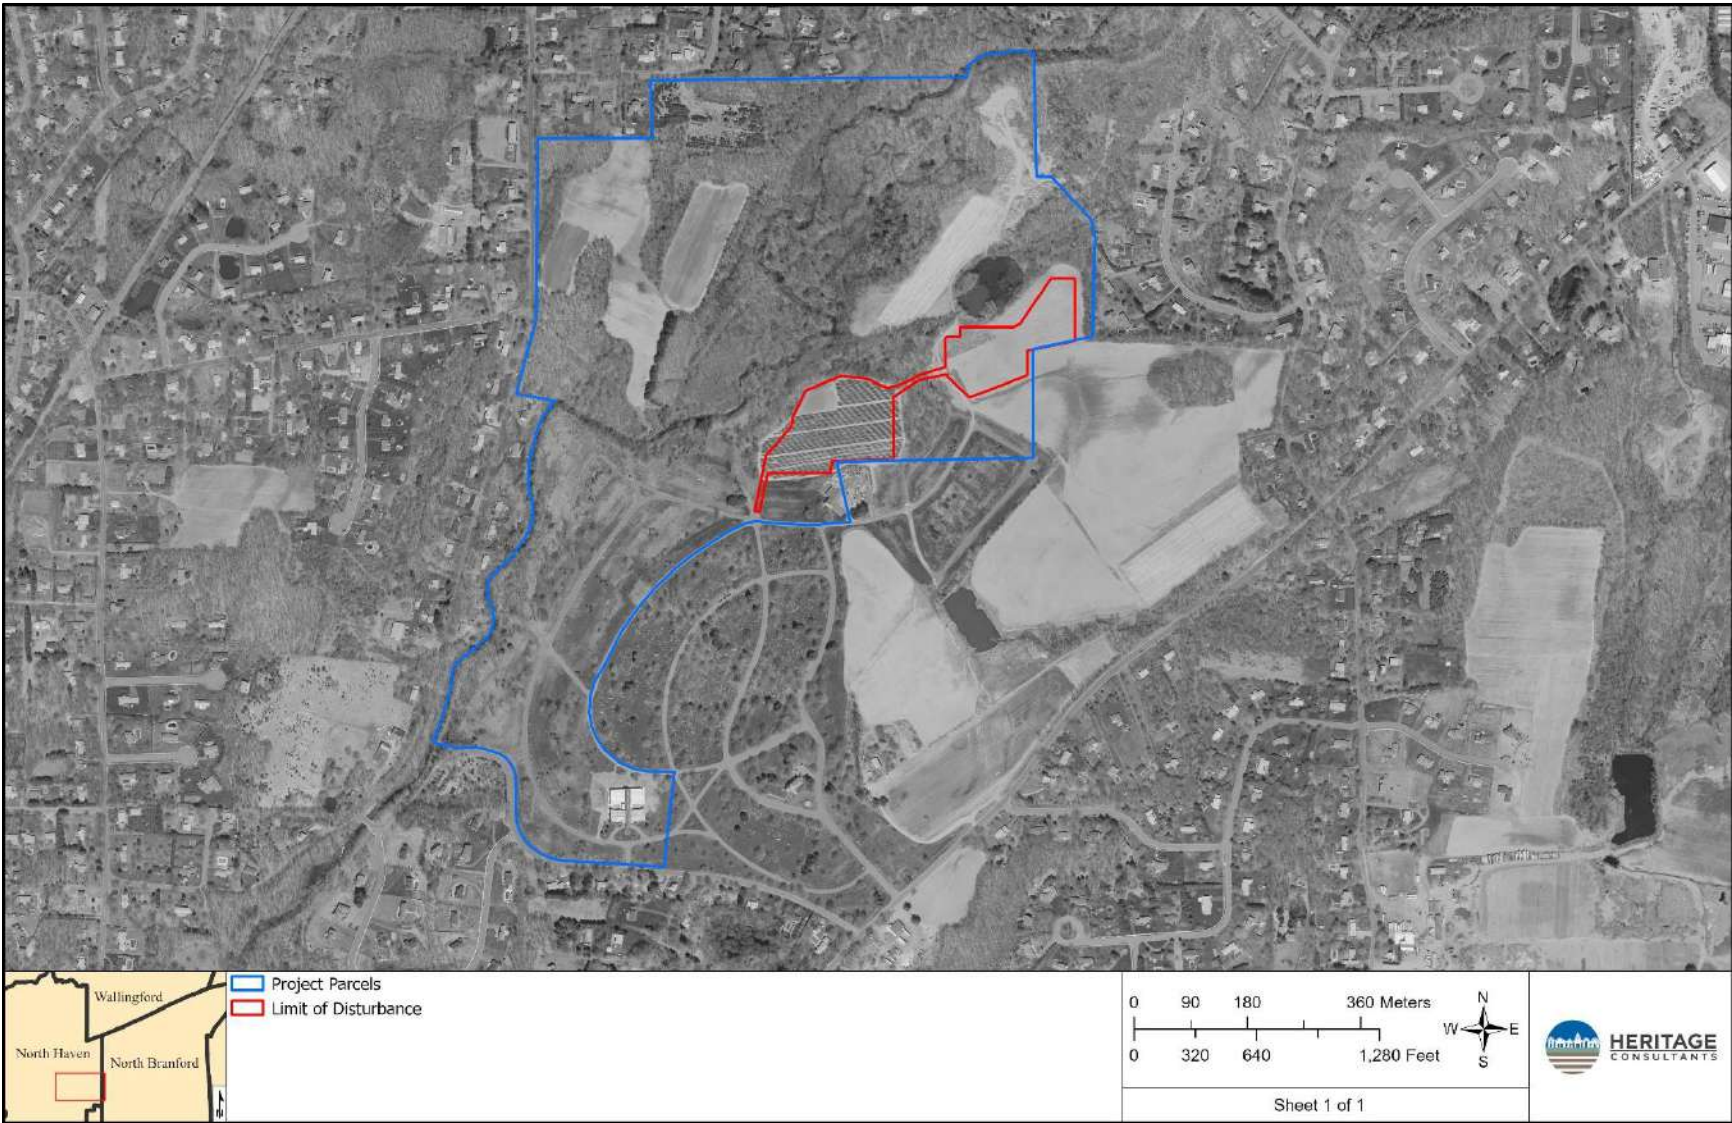 Wallingford
North Haven
North Branford
N
Project Parcels
Limit of Disturbance
0 90 180 360 Meters
0 320 640 1,280 Feet
N
W E
S
Sheet 1 of 1
HERITAGE
CONSULTANTS